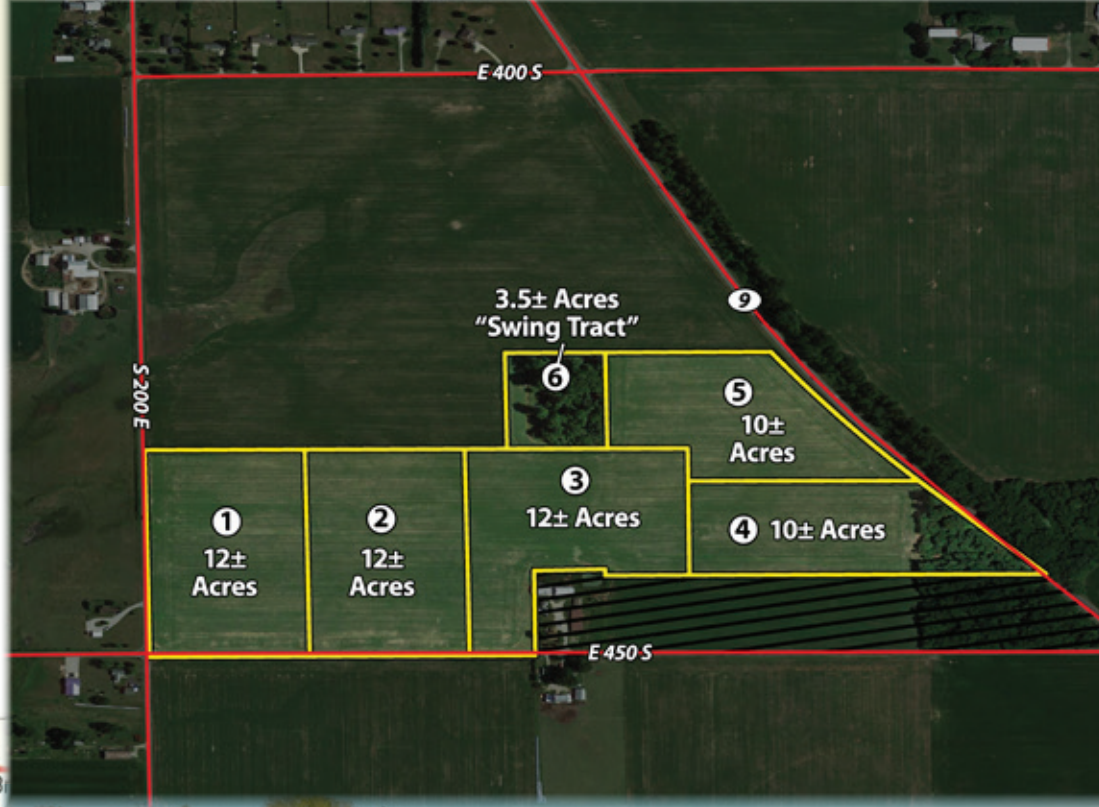 E 400 S
9
3.5± Acres
“Swing Tract”
6
S 200 E
5
10±
Acres
3
12± Acres
1
12±
Acres
2
12±
Acres
4 10± Acres
E 450 S